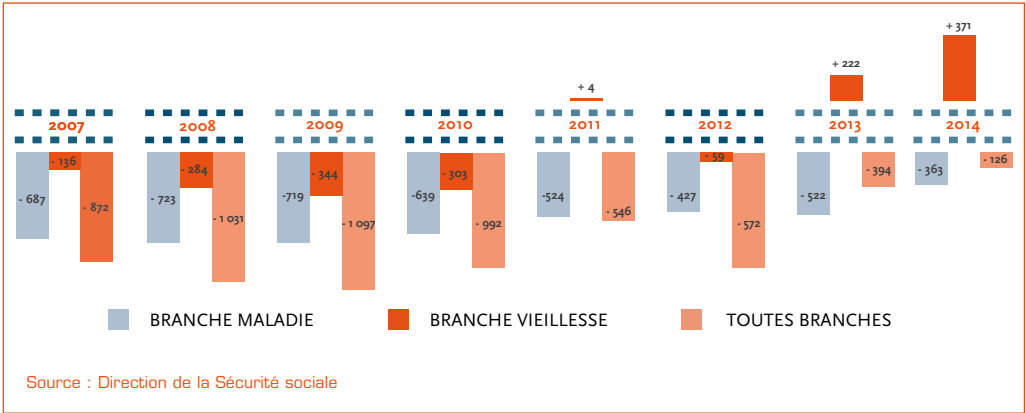 + 371
+ 222
+ 4
2007 2008 2009 2010 2011 2012 2013 2014
- 687 - 136 - 872 - 723 - 284 - 1 031 -719 - 344 - 1 097 -639 - 303 - 992 -524 - 546 - 427 - 59 - 572 - 522 - 394 - 363 - 126
BRANCHE MALADIE BRANCHE VIEILLESSE TOUTES BRANCHES
Source : Direction de la Sécurité sociale